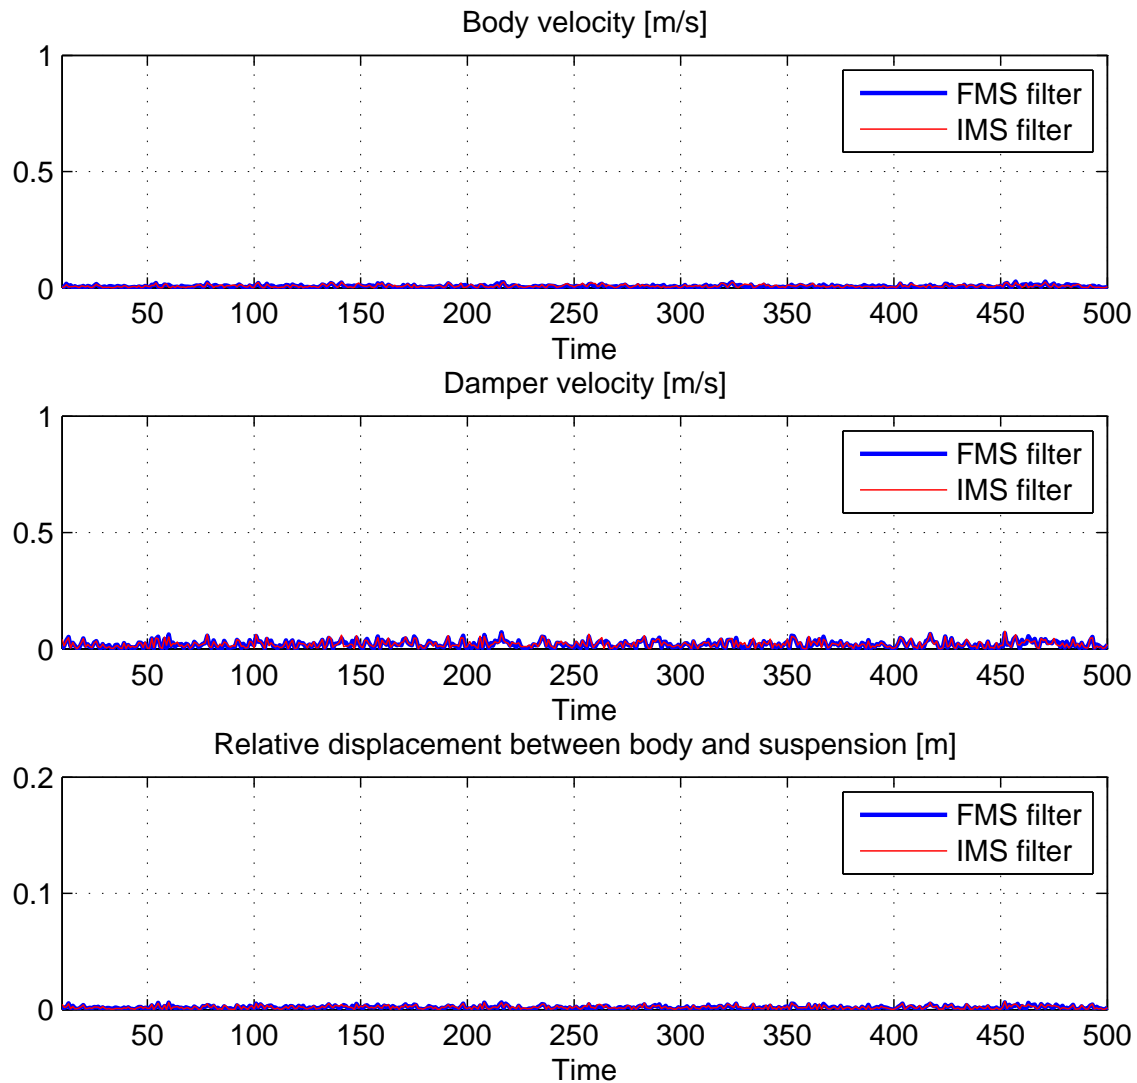 Body velocity [m/s]
1
0.5
0
FMS filter
IMS filter
50 100 150 200 250 300 350 400 450 500
Time
Damper velocity [m/s]
1
0.5
0
FMS filter
IMS filter
50 100 150 200 250 300 350 400 450 500
Time
Relative displacement between body and suspension [m]
0.2
0.1
0
FMS filter
IMS filter
50 100 150 200 250 300 350 400 450 500
Time